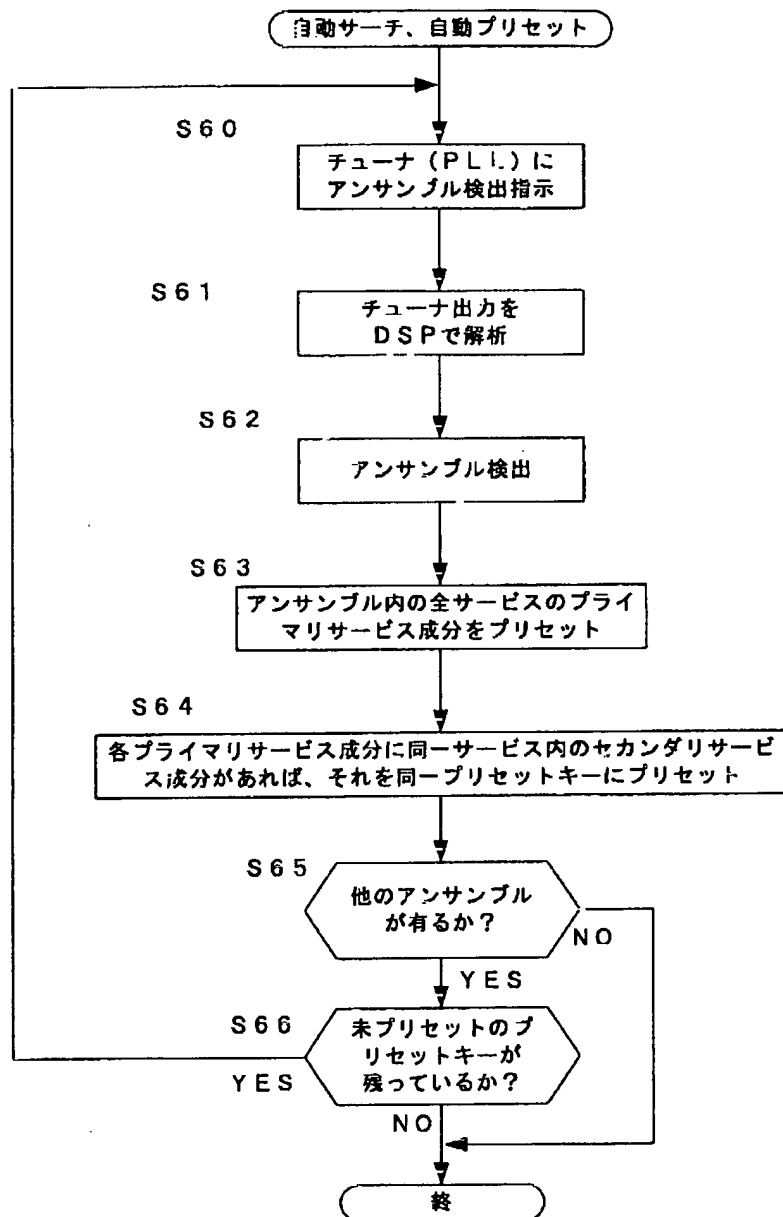 自動サーチ、自動プリセット
S60
チューナ(PLL)に
アンサンブル検出指示
S61
チューナ出力を
DSPで解析
S62
アンサンブル検出
S63
アンサンブル内の全サービスのプライ
マリサービス成分をプリセット
S64
各プライマリサービス成分に同一サービス内のセカンダリサービ
ス成分があれば、それを同一プリセットキーにプリセット
S65
他のアンサンブル
が有るか?
NO
YES
S66
未プリセットのプ
リセットキーが
残っているか?
YES
NO
終